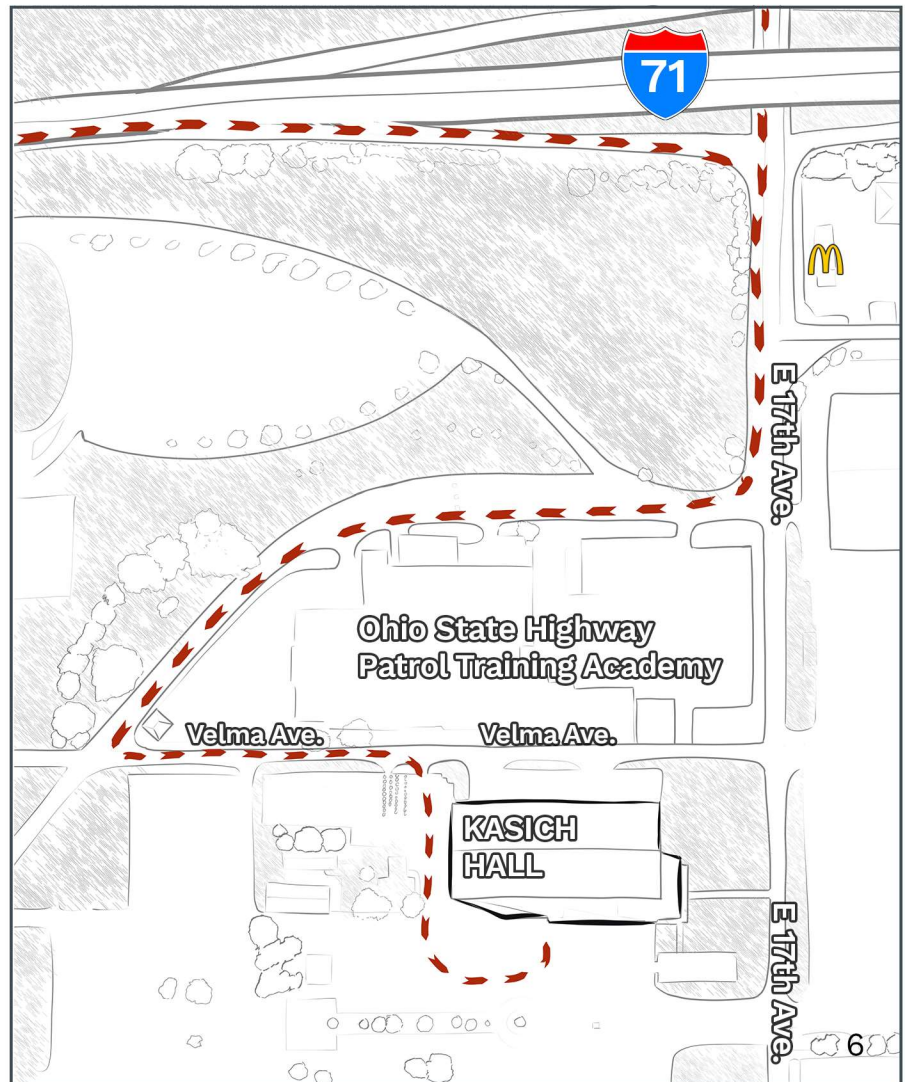 71
E 17th Ave.
Ohio State Highway
Patrol Training Academy
Velma Ave.
Velma Ave.
KASICH
HALL
E 17th Ave.
6